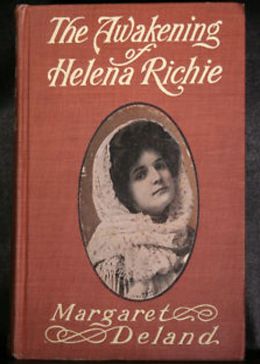 The Awakening
of
Helena Richie
Margaret
Deland